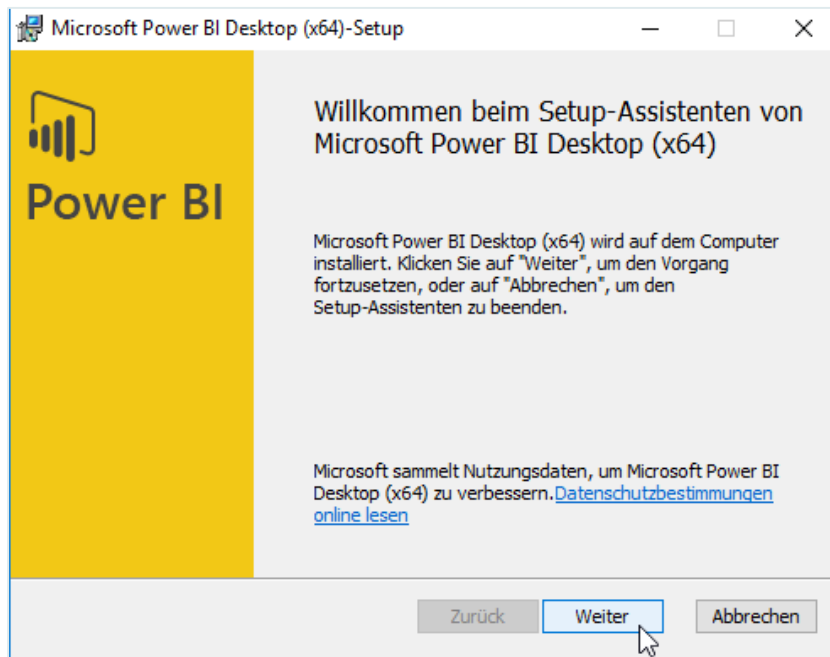 Microsoft Power BI Desktop (x64)-Setup
Power BI
Willkommen beim Setup-Assistenten von
Microsoft Power BI Desktop (x64)
Microsoft Power BI Desktop (x64) wird auf dem Computer
installiert. Klicken Sie auf "Weiter", um den Vorgang
fortzusetzen, oder auf "Abbrechen", um den
Setup-Assistenten zu beenden.
Microsoft sammelt Nutzungsdaten, um Microsoft Power BI
Desktop (x64) zu verbessern.Datenschutzbestimmungen
online lesen
Zurück Weiter Abbrechen